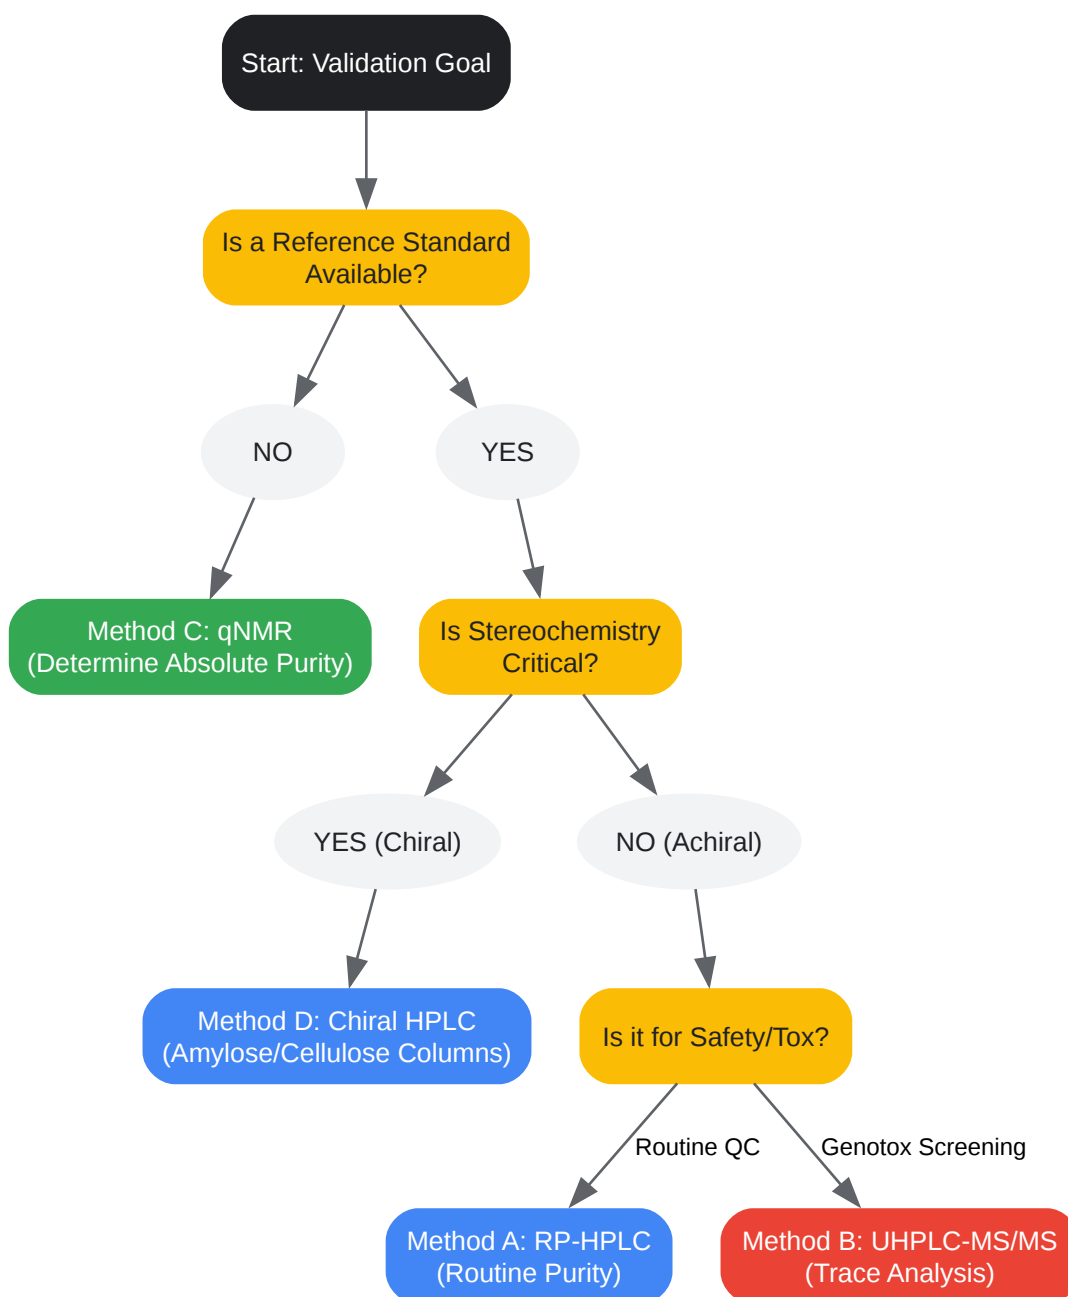 Start: Validation Goal
Is a Reference Standard
Available?
NO
YES
Method C: qNMR
(Determine Absolute Purity)
Is Stereochemistry
Critical?
YES (Chiral)
NO (Achiral)
Method D: Chiral HPLC
(Amylose/Cellulose Columns)
Is it for Safety/Tox?
Routine QC
Genotox Screening
Method A: RP-HPLC
(Routine Purity)
Method B: UHPLC-MS/MS
(Trace Analysis)